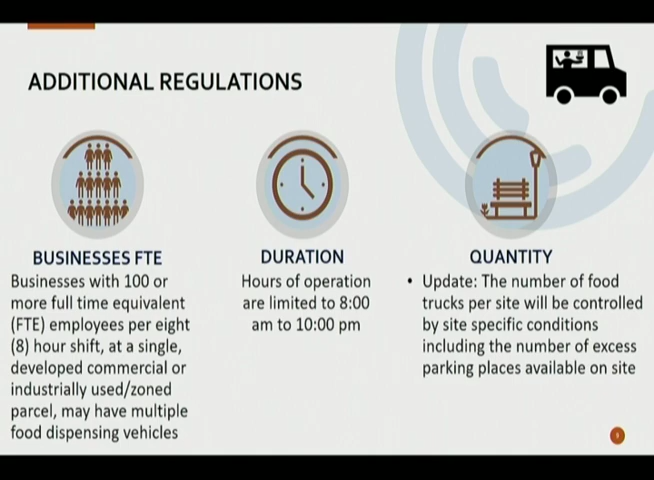 ADDITIONAL REGULATIONS
BUSINESSES FTE
Businesses with 100 or
more full time equivalent
(FTE) employees per eight
(8) hour shift, at a single,
developed commercial or
industrially used/zoned
parcel, may have multiple
food dispensing vehicles
DURATION
Hours of operation
are limited to 8:00
am to 10:00 pm
QUANTITY
• Update: The number of food
trucks per site will be controlled
by site specific conditions
including the number of excess
parking places available on site